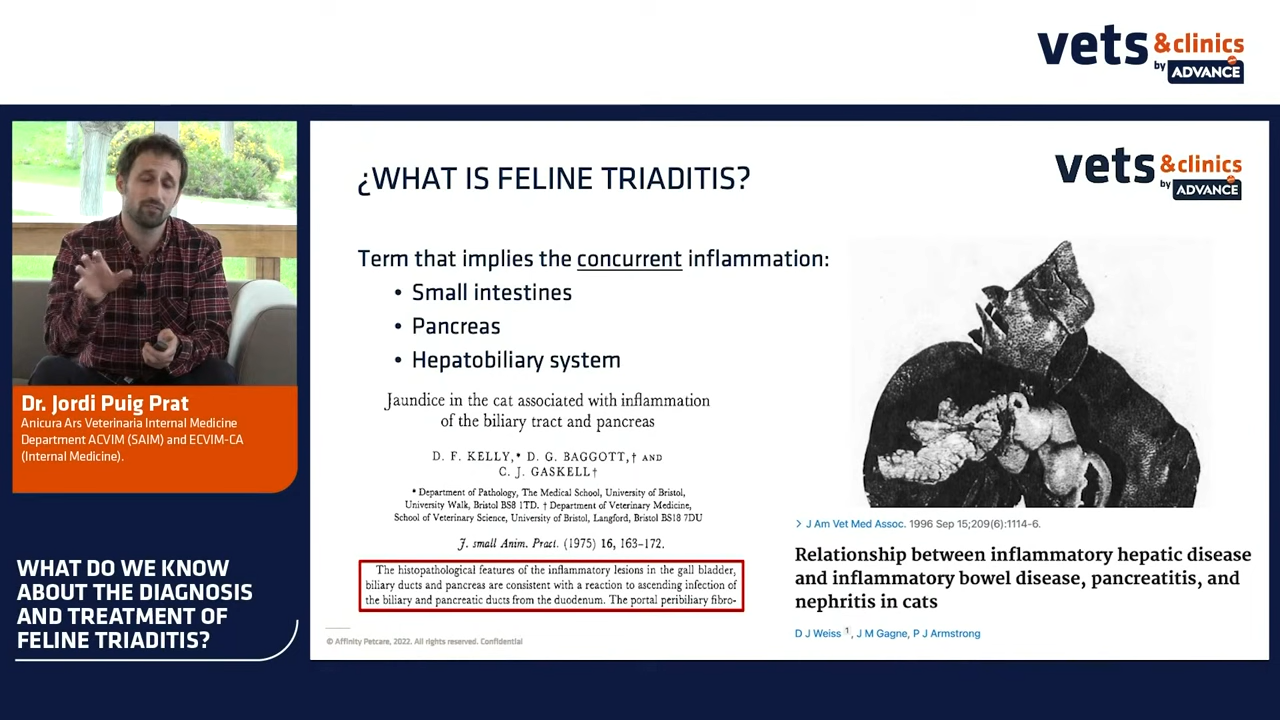 vets &clinics
by ADVANCE
¿WHAT IS FELINE TRIADITIS?
vets &clinics
by ADVANCE
Term that implies the concurrent inflammation:
• Small intestines
• Pancreas
• Hepatobiliary system
Jaundice in the cat associated with inflammation
of the biliary tract and pancreas
D. F. KELLY,* D. G. BAGGOTT,† AND
C. J. GASKELL†
* Department of Pathology, The Medical School, University of Bristol,
University Walk, Bristol BS8 1TD. † Department of Veterinary Medicine,
School of Veterinary Science, University of Bristol, Langford, Bristol BS18 7DU
J. small Anim. Pract. (1975) 16, 163-172.
The histopathological features of the inflammatory lesions in the gall bladder,
biliary ducts and pancreas are consistent with a reaction to ascending infection of
the biliary and pancreatic ducts from the duodenum. The portal peribiliary fibro-
© Affinity Petcare, 2022. All rights reserved. Confidential
> J Am Vet Med Assoc. 1996 Sep 15;209(6):1114-6.
Relationship between inflammatory hepatic disease
and inflammatory bowel disease, pancreatitis, and
nephritis in cats
D J Weiss 1, J M Gagne, P J Armstrong
Dr. Jordi Puig Prat
Anicura Ars Veterinaria Internal Medicine
Department ACVIM (SAIM) and ECVIM-CA
(Internal Medicine).
WHAT DO WE KNOW
ABOUT THE DIAGNOSIS
AND TREATMENT OF
FELINE TRIADITIS?